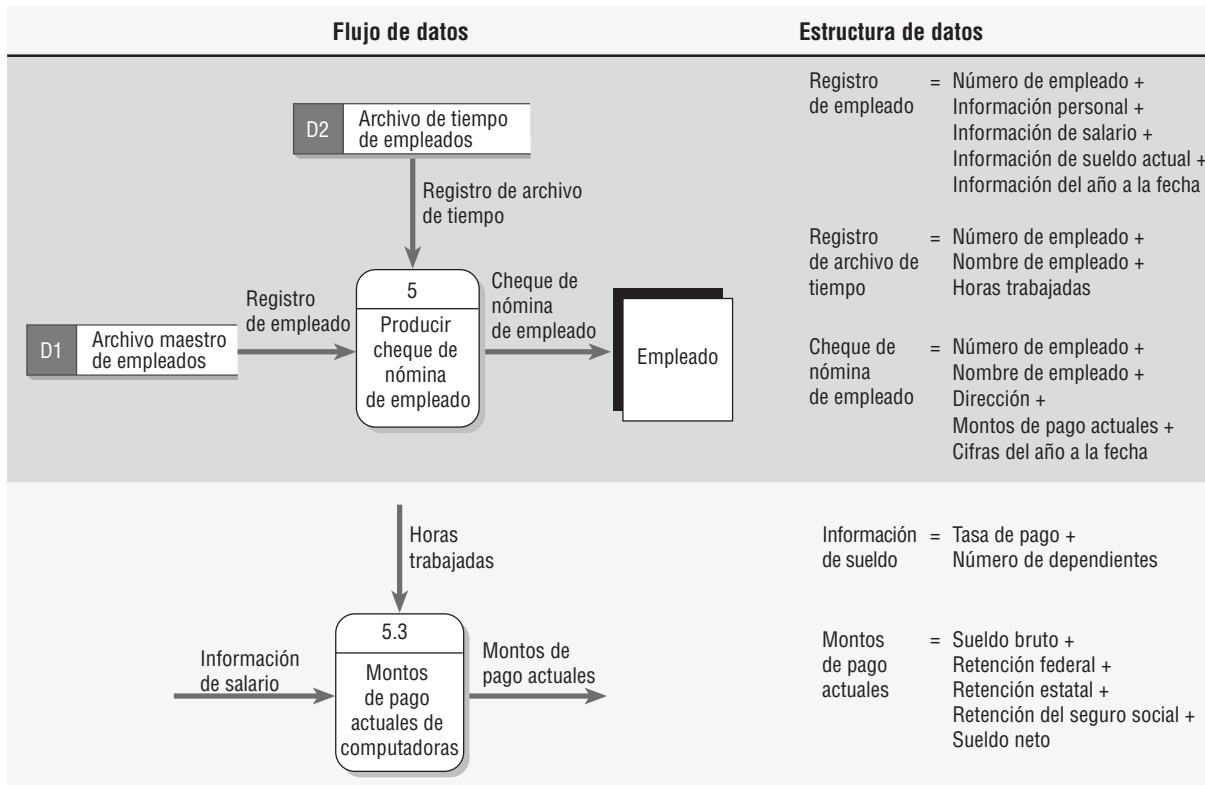 Flujo de datos
Estructura de datos
D2
Archivo de tiempo
de empleados
Registro de archivo
de tiempo
D1
Archivo maestro
de empleados
Registro
de empleado
5
Producir
cheque de
nómina
de empleado
Cheque de
nómina
de empleado
Empleado
Registro = Número de empleado +
de empleado Información personal +
Información de salario +
Información de sueldo actual +
Información del año a la fecha
Registro = Número de empleado +
de archivo de Nombre de empleado +
tiempo Horas trabajadas
Cheque de = Número de empleado +
nómina Nombre de empleado +
de empleado Dirección +
Montos de pago actuales +
Cifras del año a la fecha
Horas
trabajadas
Información
de salario
5.3
Montos
de pago
actuales de
computadoras
Montos de
pago actuales
Información = Tasa de pago +
de sueldo Número de dependientes
Montos = Sueldo bruto +
de pago Retención federal +
actuales Retención estatal +
Retención del seguro social +
Sueldo neto